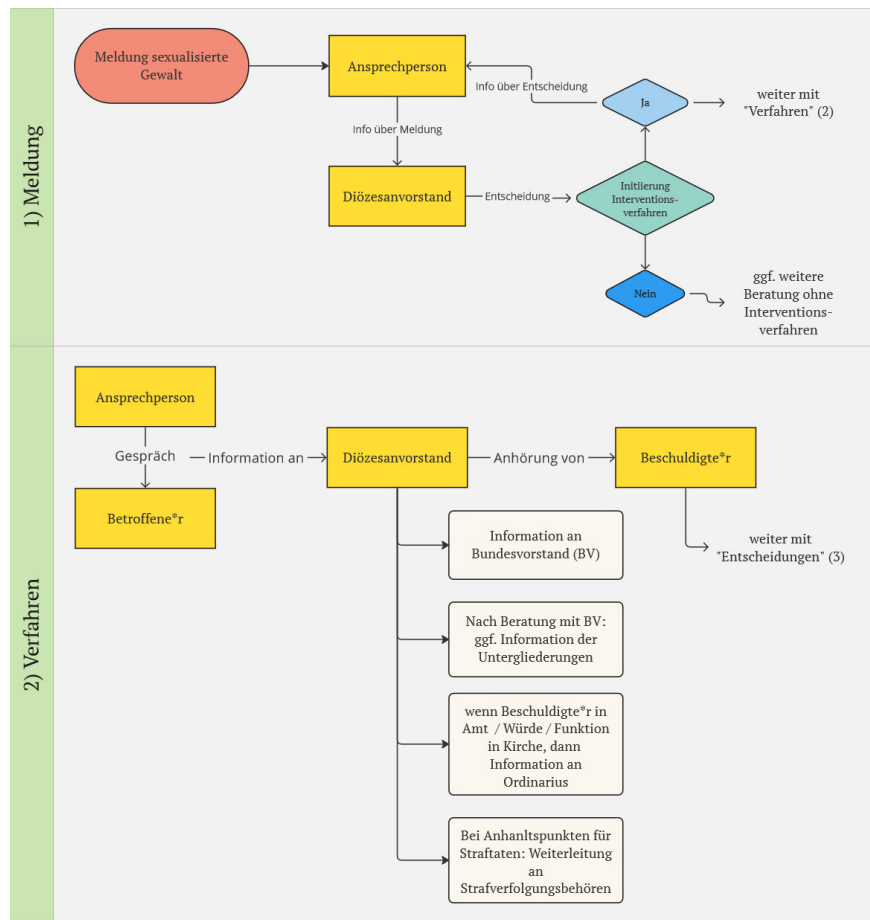 1) Meldung
Meldung sexualisierte
Gewalt
Ansprechperson
Info über Entscheidung
Ja
weiter mit
"Verfahren" (2)
Info über Meldung
Diözesanvorstand
Entscheidung
Initiierung
Interventions-
verfahren
Nein
ggf. weitere
Beratung ohne
Interventions-
verfahren
2) Verfahren
Ansprechperson
Gespräch
Betroffene*r
Information an
Diözesanvorstand
Anhörung von
Beschuldigte*r
weiter mit
"Entscheidungen" (3)
Information an
Bundesvorstand (BV)
Nach Beratung mit BV:
ggf. Information der
Untergliederungen
wenn Beschuldigte*r in
Amt / Würde / Funktion
in Kirche, dann
Information an
Ordinarius
Bei Anhanltspunkten für
Straftaten: Weiterleitung
an
Strafverfolgungsbehören